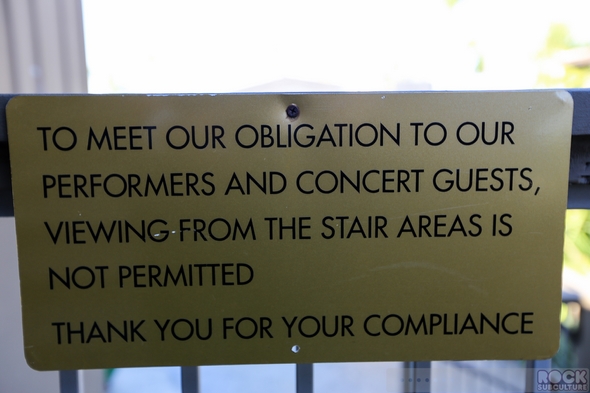 TO MEET OUR OBLIGATION TO OUR
PERFORMERS AND CONCERT GUESTS,
VIEWING FROM THE STAIR AREAS IS
NOT PERMITTED
THANK YOU FOR YOUR COMPLIANCE
ROCK
SUBCULTURE